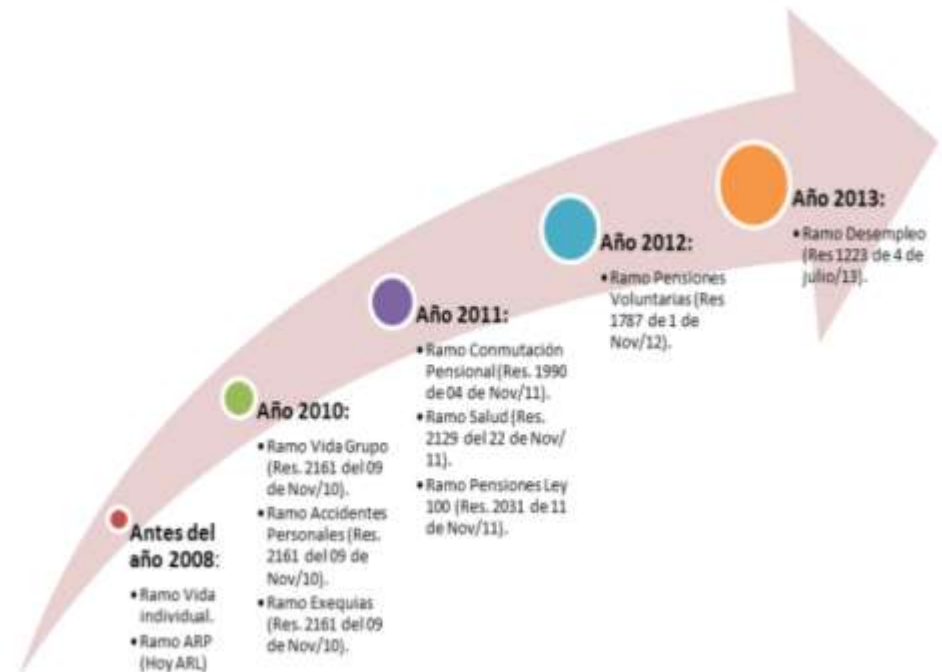 Antes del
año 2008:
• Ramo Vida
individual.
• Ramo ARP
(Hoy ARL)
Año 2010:
• Ramo Vida Grupo
(Res. 2161 del 09
de Nov/10).
• Ramo Accidentes
Personales (Res.
2161 del 09 de
Nov/10).
• Ramo Exequias
(Res. 2161 del 09
de Nov/10).
Año 2011:
• Ramo Conmutación
Pensional (Res. 1990
de 04 de Nov/11).
• Ramo Salud (Res.
2129 del 22 de Nov/
11).
• Ramo Pensiones Ley
100 (Res. 2031 de 11
de Nov/11).
Año 2012:
• Ramo Pensiones
Voluntarias (Res
1787 de 1 de
Nov/12).
Año 2013:
• Ramo Desempleo
(Res 1223 de 4 de
julio/13).